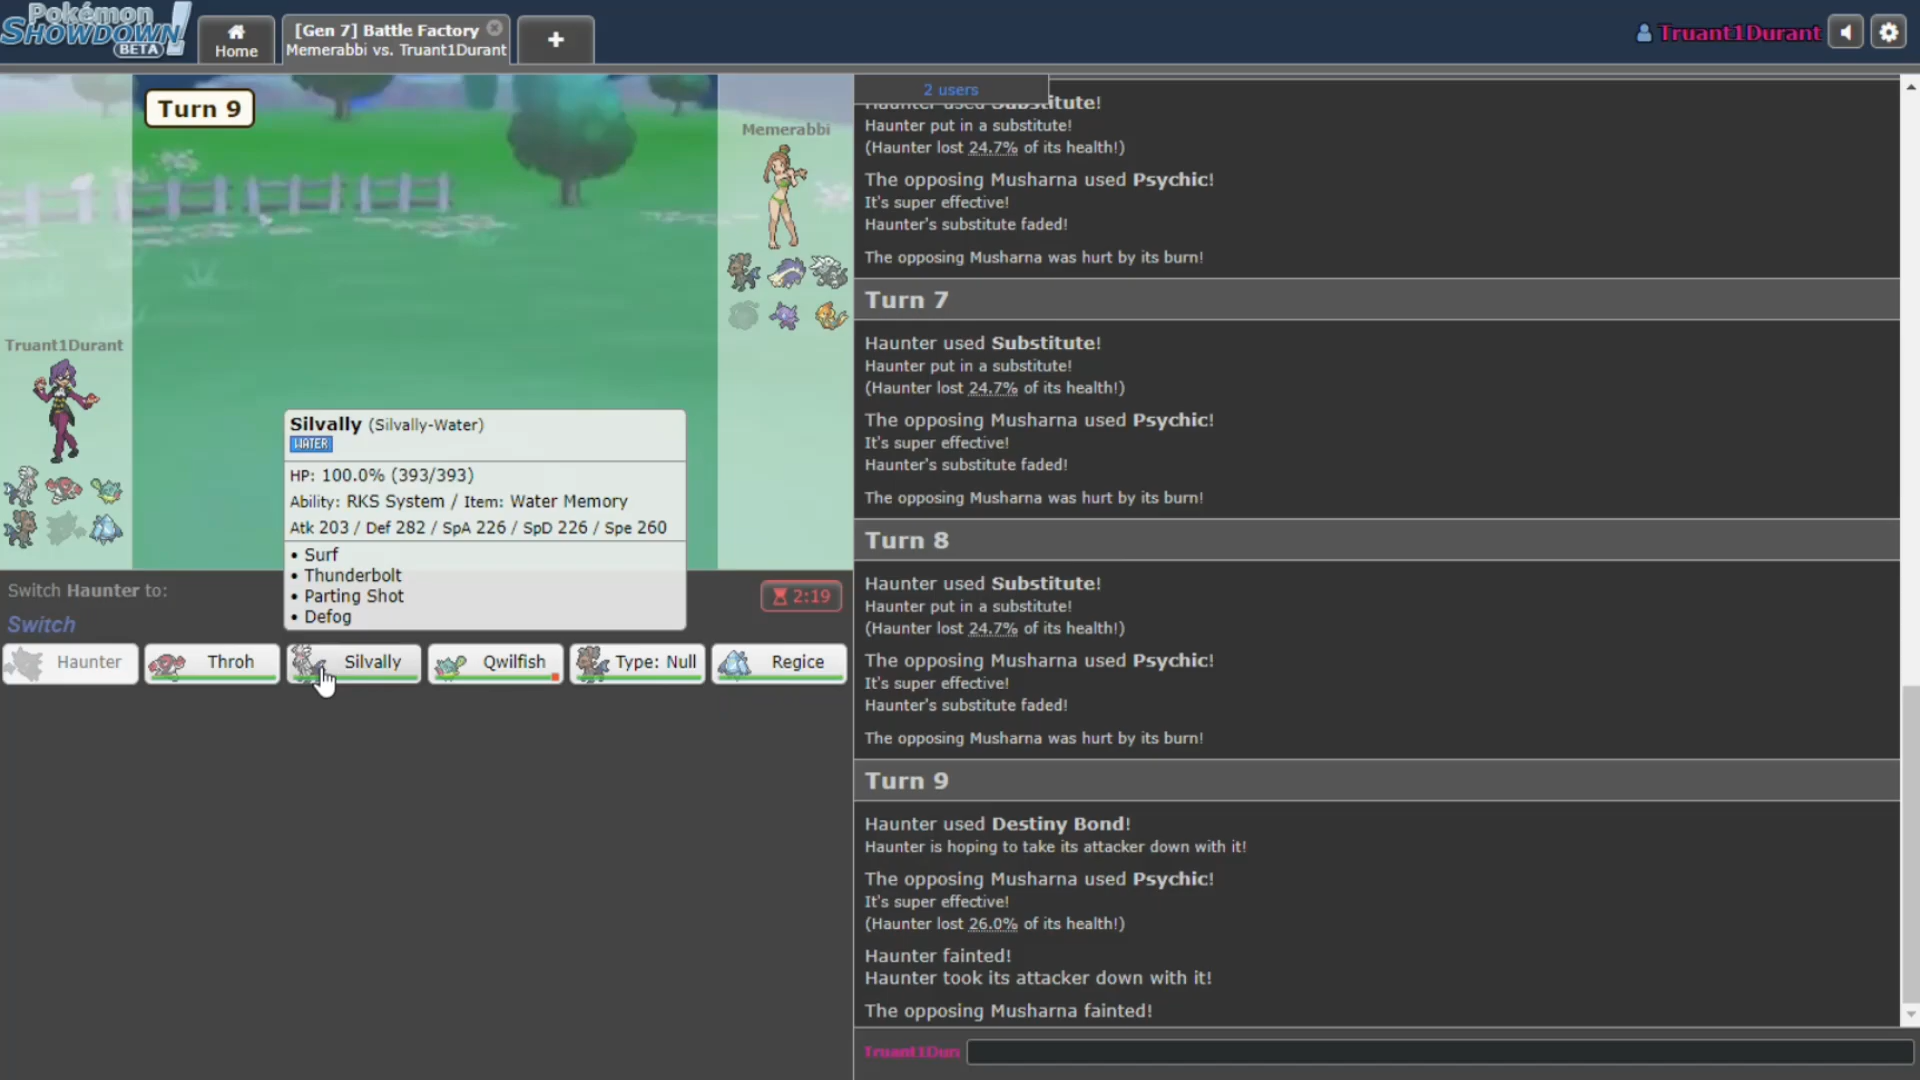 Pokémon
SHOWDOWN!
BETA
Home
[Gen 7] Battle Factory
Memerabbi vs. Truant1Durant
+
Truant1Durant
Turn 9
Memerabbi
Truant1Durant
Silvally (Silvally-Water)
WATER
HP: 100.0% (393/393)
Ability: RKS System / Item: Water Memory
Atk 203 / Def 282 / SpA 226 / SpD 226 / Spe 260
• Surf
• Thunderbolt
• Parting Shot
• Defog
Switch Haunter to:
2:19
Switch
Haunter
Throh
Silvally
Qwilfish
Type: Null
Regice
2 users
Haunter used Substitute!
Haunter put in a substitute!
(Haunter lost 24.7% of its health!)
The opposing Musharna used Psychic!
It's super effective!
Haunter's substitute faded!
The opposing Musharna was hurt by its burn!
Turn 7
Haunter used Substitute!
Haunter put in a substitute!
(Haunter lost 24.7% of its health!)
The opposing Musharna used Psychic!
It's super effective!
Haunter's substitute faded!
The opposing Musharna was hurt by its burn!
Turn 8
Haunter used Substitute!
Haunter put in a substitute!
(Haunter lost 24.7% of its health!)
The opposing Musharna used Psychic!
It's super effective!
Haunter's substitute faded!
The opposing Musharna was hurt by its burn!
Turn 9
Haunter used Destiny Bond!
Haunter is hoping to take its attacker down with it!
The opposing Musharna used Psychic!
It's super effective!
(Haunter lost 26.0% of its health!)
Haunter fainted!
Haunter took its attacker down with it!
The opposing Musharna fainted!
Truant1Dur